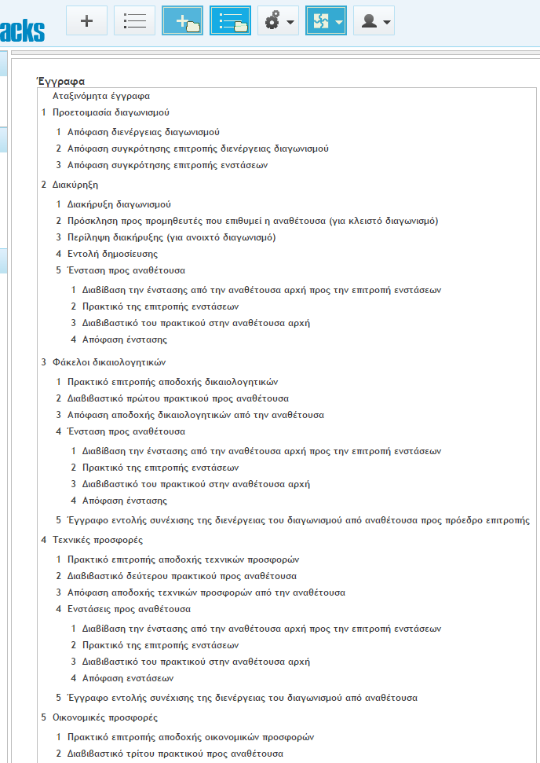 acks
Έγγραφα
Αταξινόμητα έγγραφα
1 Προετοιμασία διαγωνισμού
1 Απόφαση διενέργειας διαγωνισμού
2 Απόφαση συγκρότησης επιτροπής διενέργειας διαγωνισμού
3 Απόφαση συγκρότησης επιτροπής ενστάσεων
2 Διακύρηξη
1 Διακήρυξη διαγωνισμού
2 Πρόσκληση προς προμηθευτές που επιθυμεί η αναθέτουσα (για κλειστό διαγωνισμό)
3 Περίληψη διακήρυξης (για ανοιχτό διαγωνισμό)
4 Εντολή δημοσίευσης
5 Ένσταση προς αναθέτουσα
1 Διαβίβαση την ένστασης από την αναθέτουσα αρχή προς την επιτροπή ενστάσεων
2 Πρακτικό της επιτροπής ενστάσεων
3 Διαβιβαστικό του πρακτικού στην αναθέτουσα αρχή
4 Απόφαση ένστασης
3 Φάκελοι δικαιολογητικών
1 Πρακτικό επιτροπής αποδοχής δικαιολογητικών
2 Διαβιβαστικό πρώτου πρακτικού προς αναθέτουσα
3 Απόφαση αποδοχής δικαιολογητικών από την αναθέτουσα
4 Ένσταση προς αναθέτουσα
1 Διαβίβαση την ένστασης από την αναθέτουσα αρχή προς την επιτροπή ενστάσεων
2 Πρακτικό της επιτροπής ενστάσεων
3 Διαβιβαστικό του πρακτικού στην αναθέτουσα αρχή
4 Απόφαση ένστασης
5 Έγγραφο εντολής συνέχισης της διενέργειας του διαγωνισμού από αναθέτουσα προς πρόεδρο επιτροπής
4 Τεχνικές προσφορές
1 Πρακτικό επιτροπής αποδοχής τεχνικών προσφορών
2 Διαβιβαστικό δεύτερου πρακτικού προς αναθέτουσα
3 Απόφαση αποδοχής τεχνικών προσφορών από την αναθέτουσα
4 Ενστάσεις προς αναθέτουσα
1 Διαβίβαση την ένστασης από την αναθέτουσα αρχή προς την επιτροπή ενστάσεων
2 Πρακτικό της επιτροπής ενστάσεων
3 Διαβιβαστικό του πρακτικού στην αναθέτουσα αρχή
4 Απόφαση ενστάσεων
5 Έγγραφο εντολής συνέχισης της διενέργειας του διαγωνισμού από αναθέτουσα
5 Οικονομικές προσφορές
1 Πρακτικό επιτροπής αποδοχής οικονομικών προσφορών
2 Διαβιβαστικό τρίτου πρακτικού προς αναθέτουσα